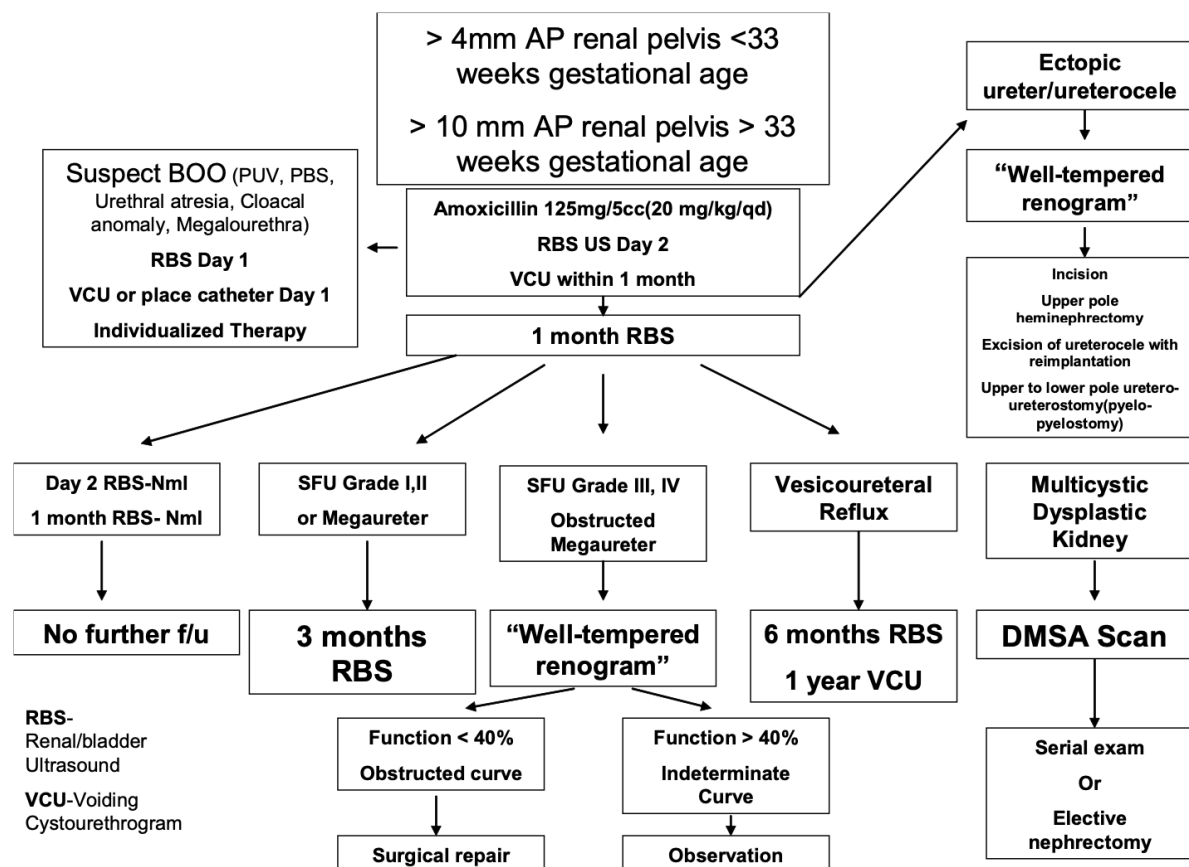 > 4mm AP renal pelvis <33
weeks gestational age
> 10 mm AP renal pelvis > 33
weeks gestational age
Ectopic
ureter/ureterocele
Suspect BOO (PUV, PBS,
Urethral atresia, Cloacal
anomaly, Megalourethra)
RBS Day 1
VCU or place catheter Day 1
Individualized Therapy
Amoxicillin 125mg/5cc(20 mg/kg/qd)
RBS US Day 2
VCU within 1 month
“Well-tempered
renogram”
1 month RBS
Incision
Upper pole
heminephrectomy
Excision of ureterocele with
reimplantation
Upper to lower pole uretero-
ureterostomy(pyelo-
pyelostomy)
Day 2 RBS-Nml
1 month RBS- Nml
SFU Grade I,II
or Megaureter
SFU Grade III, IV
Obstructed
Megaureter
Vesicoureteral
Reflux
Multicystic
Dysplastic
Kidney
No further f/u
3 months
RBS
“Well-tempered
renogram”
6 months RBS
1 year VCU
DMSA Scan
RBS-
Renal/bladder
Ultrasound
VCU-Voiding
Cystourethrogram
Function < 40%
Obstructed curve
Function > 40%
Indeterminate
Curve
Serial exam
Or
Elective
nephrectomy
Surgical repair
Observation